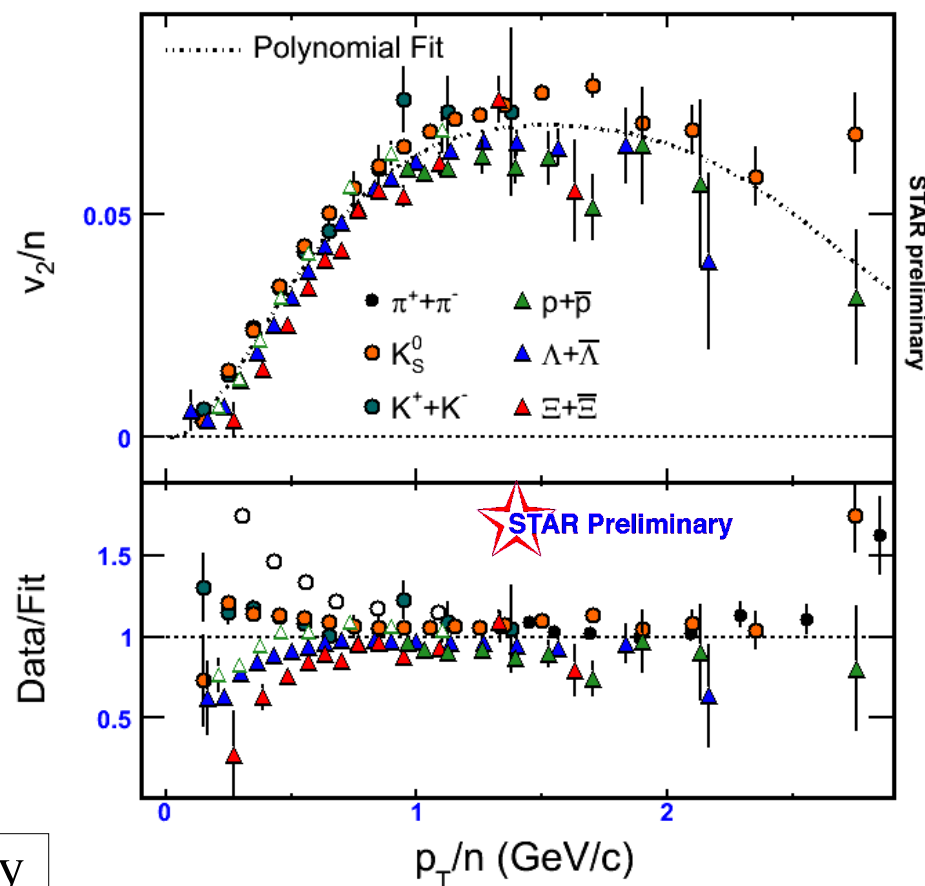 Polynomial Fit
v₂/n
0.05
0
π⁺+π⁻
K⁰S
K⁺+K⁻
p+p̅
Λ+Λ̅
Ξ+Ξ̅
STAR preliminary
STAR Preliminary
Data/Fit
1.5
1
0.5
0 1 2
p_T/n (GeV/c)
y